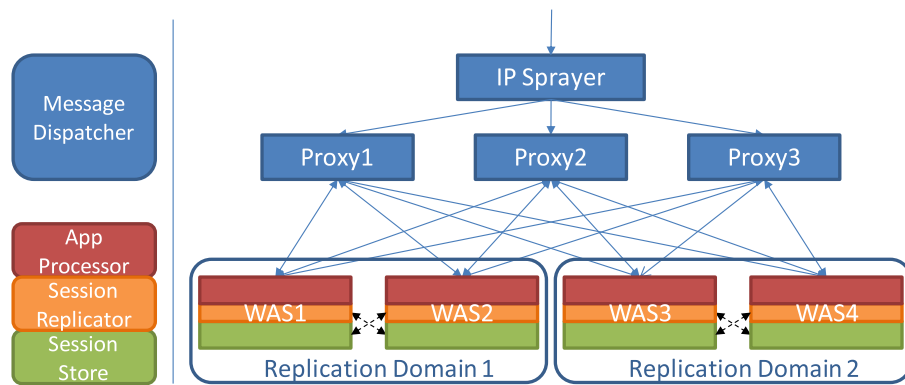 Message
Dispatcher
App
Processor
Session
Replicator
Session
Store
IP Sprayer
Proxy1 Proxy2 Proxy3
WAS1 WAS2 WAS3 WAS4
Replication Domain 1 Replication Domain 2